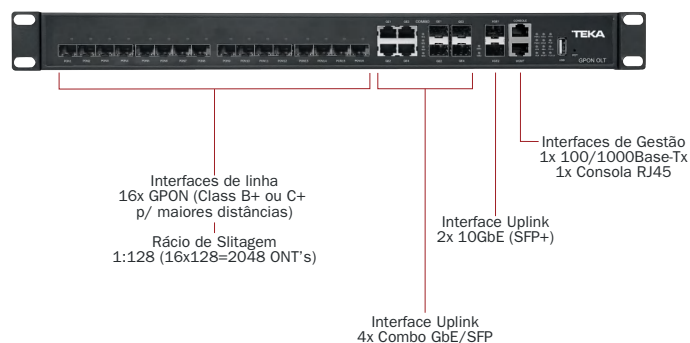 COMBO
CONSOLE
TEKA
GPON OLT
Interfaces de Gestão
1x 100/1000Base-Tx
1x Consola RJ45
Interfaces de linha
16x GPON (Class B+ ou C+
p/ maiores distâncias)
Rácio de Slitagem
1:128 (16x128=2048 ONT's)
Interface Uplink
2x 10GbE (SFP+)
Interface Uplink
4x Combo GbE/SFP